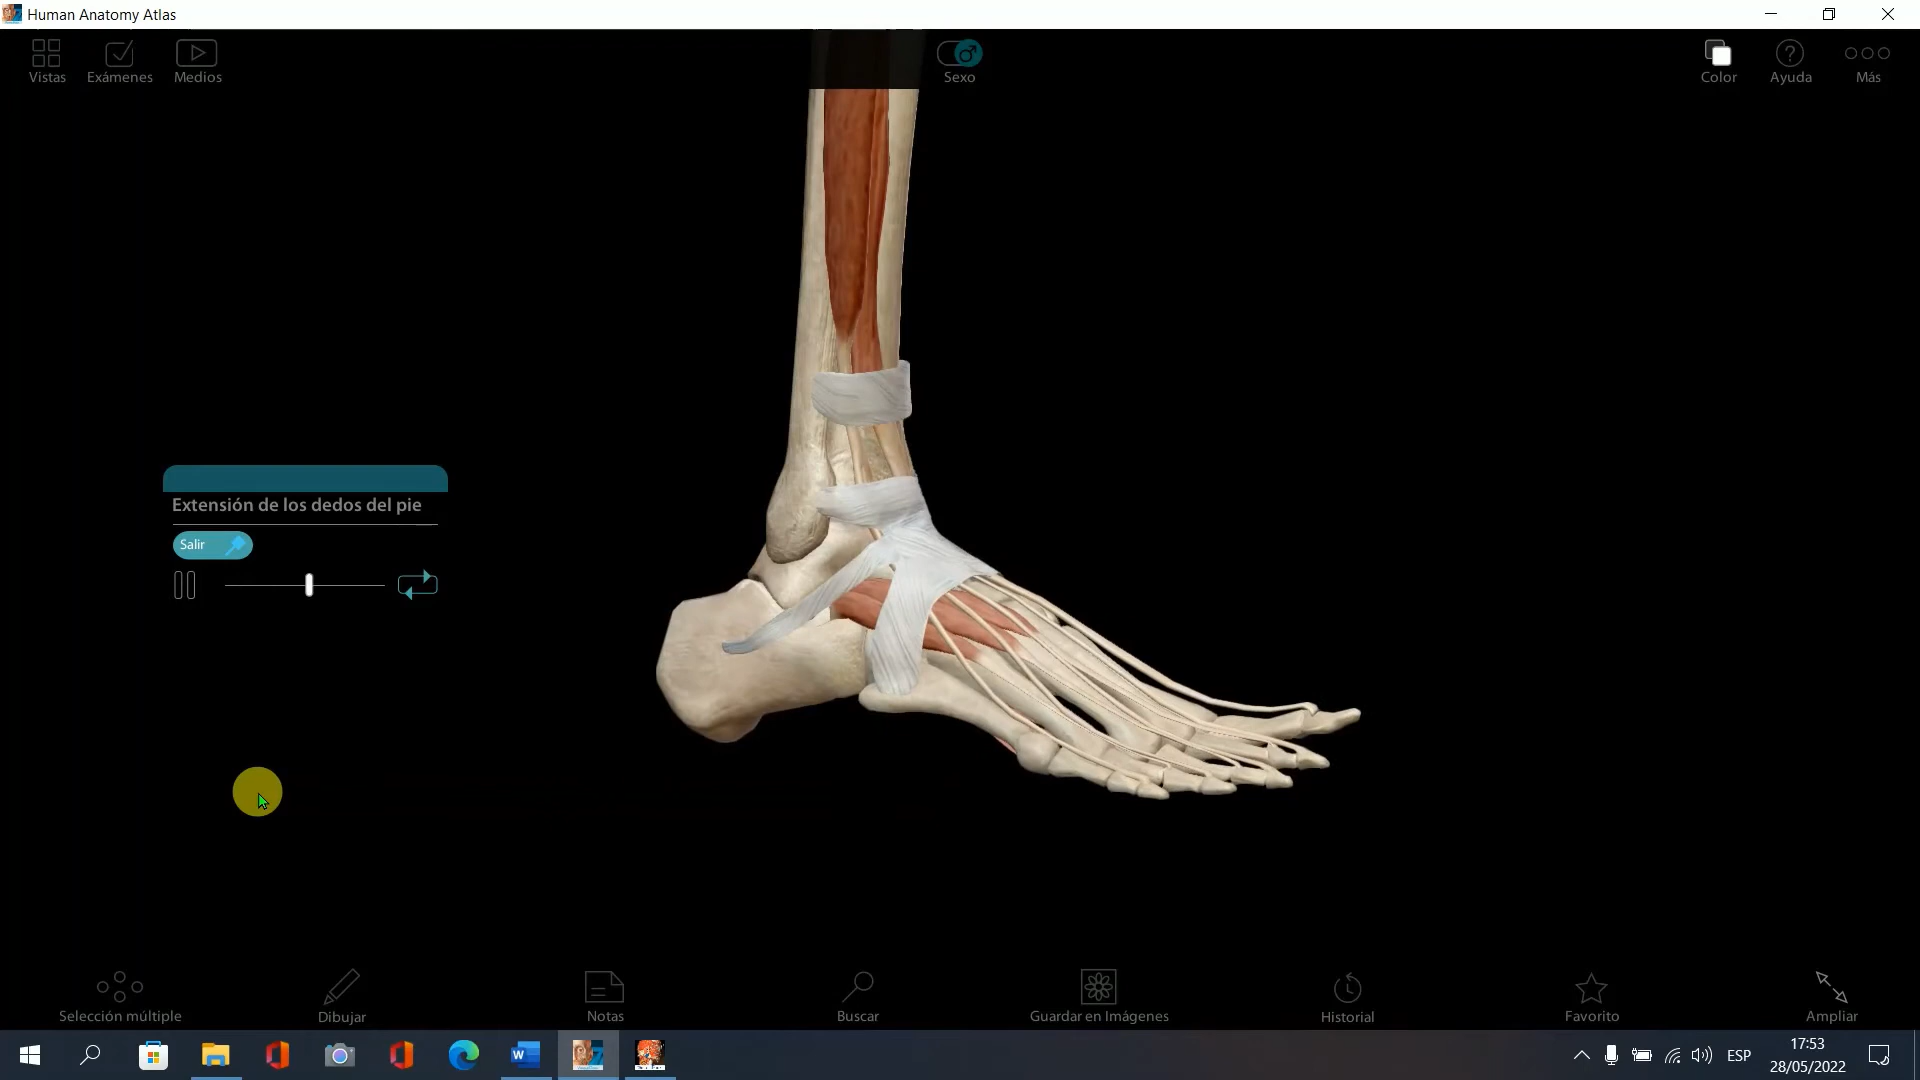 Human Anatomy Atlas
Vistas
Exámenes
Medios
Sexo
Color
Ayuda
Más
Extensión de los dedos del pie
Salir
Selección múltiple
Dibujar
Notas
Buscar
Guardar en Imágenes
Historial
Favorito
Ampliar
ESP
17:53
28/05/2022